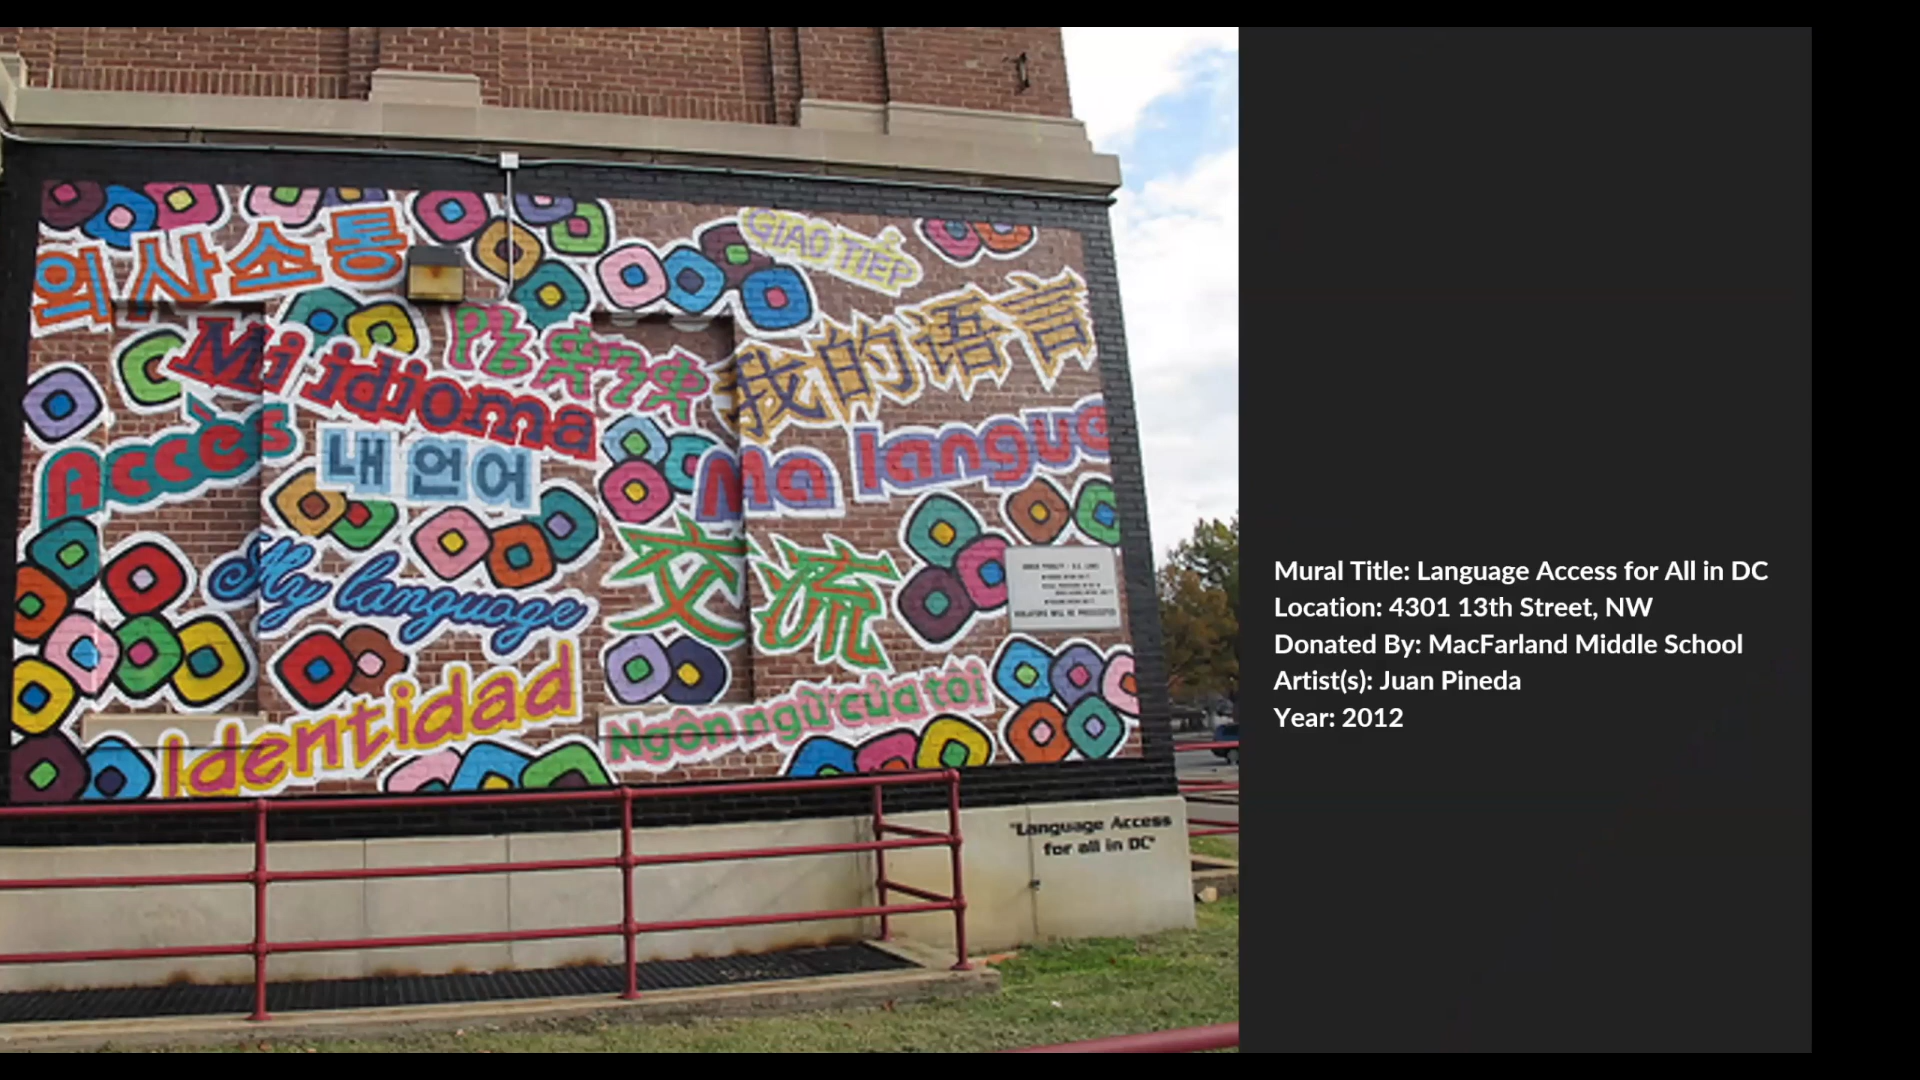 의사소통
GIAO TIẾP
Mi idioma
我的语言
Accès
내 언어
Ma langue
My language
交流
Identidad
Ngôn ngữ của tôi
"Language Access
for all in DC"
Mural Title: Language Access for All in DC
Location: 4301 13th Street, NW
Donated By: MacFarland Middle School
Artist(s): Juan Pineda
Year: 2012